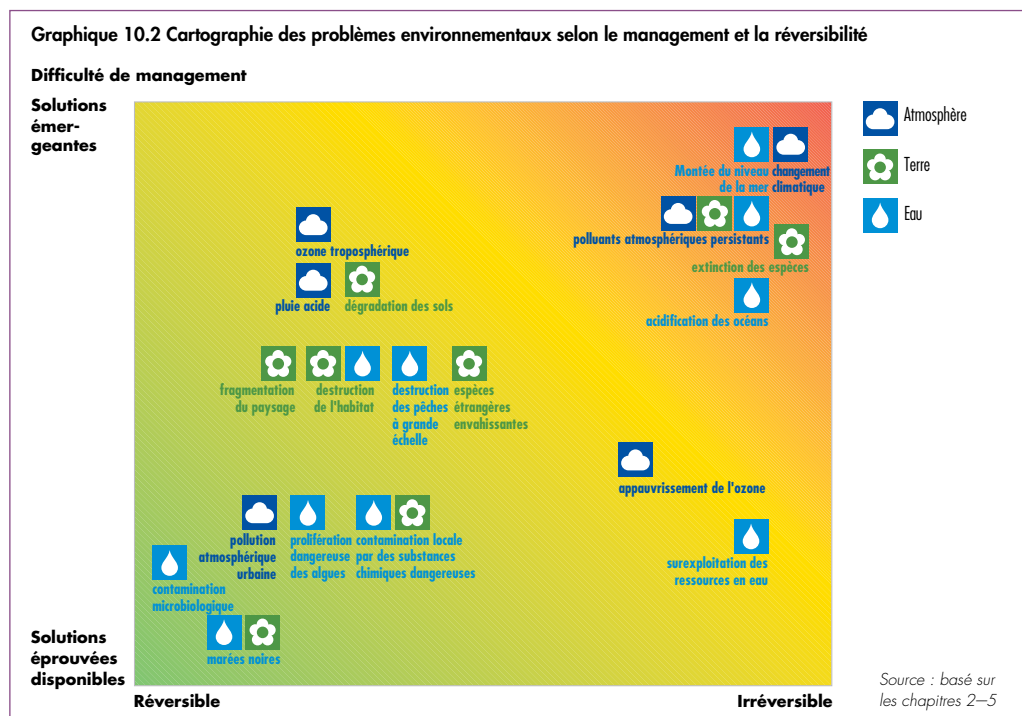 Graphique 10.2 Cartographie des problèmes environnementaux selon le management et la réversibilité
Difficulté de management
Solutions
émer-
geantes
Atmosphère
Terre
Eau
Montée du niveau
de la mer
changement
climatique
polluants atmosphériques persistants
extinction des espèces
acidification des océans
ozone troposphérique
pluie acide
dégradation des sols
fragmentation
du paysage
destruction
de l'habitat
destruction
des pêches
à grande
échelle
espèces
étrangères
envahissantes
appauvrissement de l'ozone
pollution
atmosphérique
urbaine
prolifération
dangereuse
des algues
contamination locale
par des substances
chimiques dangereuses
surexploitation des
ressources en eau
contamination
microbiologique
marées noires
Solutions
éprouvées
disponibles
Réversible
Irréversible
Source : basé sur
les chapitres 2–5